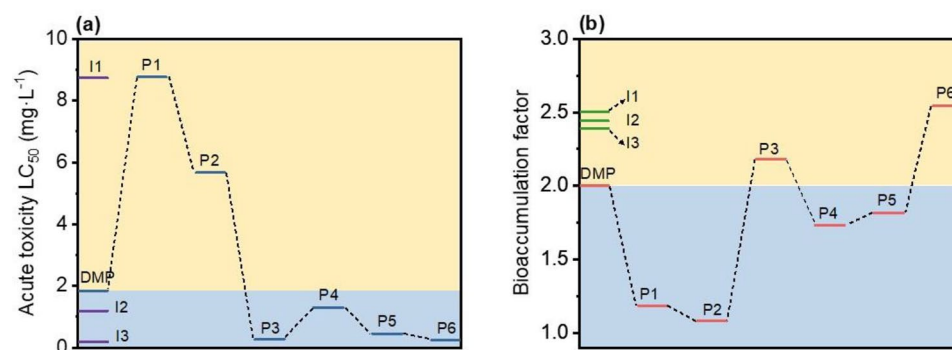 (a)
Acute toxicity LC50 (mg·L-1)
10
8
6
4
2
0
I1
P1
P2
DMP
I2
I3
P3
P4
P5
P6
(b)
Bioaccumulation factor
3.0
2.5
2.0
1.5
1.0
I1
I2
I3
DMP
P1
P2
P3
P4
P5
P6